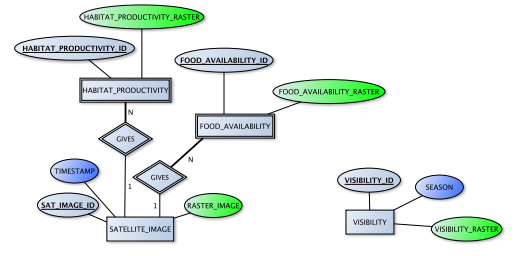 HABITAT_PRODUCTIVITY_RASTER
HABITAT_PRODUCTIVITY_ID
FOOD_AVAILABILITY_ID
HABITAT_PRODUCTIVITY
FOOD_AVAILABILITY_RASTER
N
FOOD_AVAILABILITY
GIVES
N
TIMESTAMP
GIVES
1
VISIBILITY_ID
SEASON
SAT_IMAGE_ID
1
RASTER_IMAGE
SATELLITE_IMAGE
VISIBILITY
VISIBILITY_RASTER